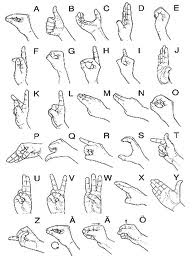 A B C D E
F G H I J
K L M N O
P Q R S T
U V W X Y
Z Å Ä Ö